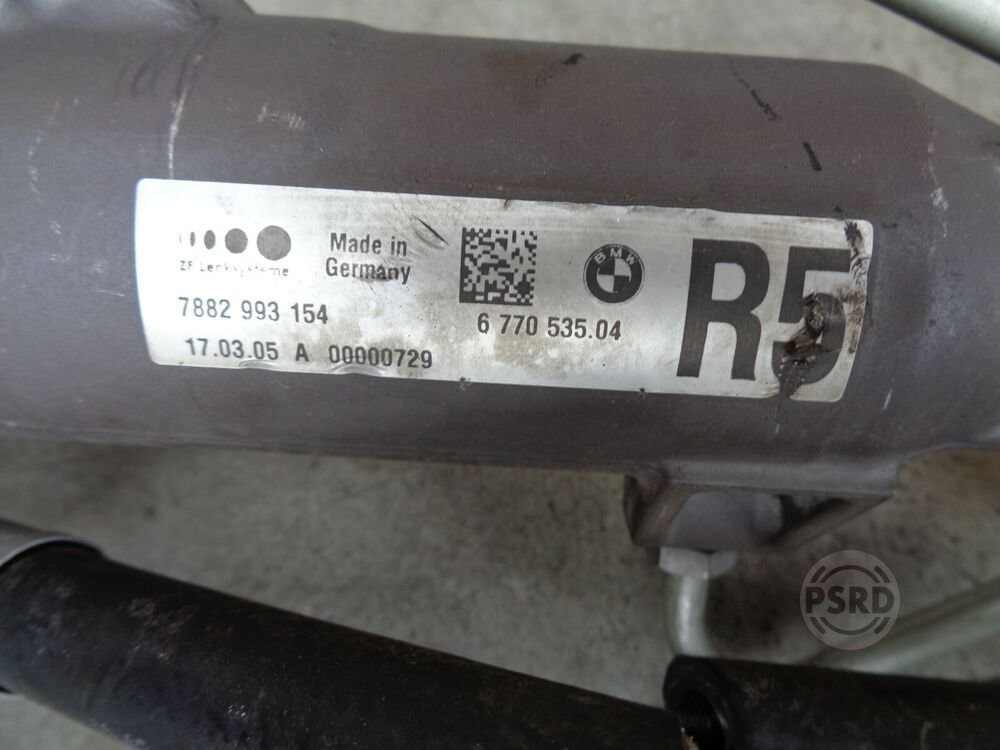 ZF Lenksysteme
Made in
Germany
BMW
7882 993 154
6 770 535.04
17.03.05 A 00000729
R5
PSRD